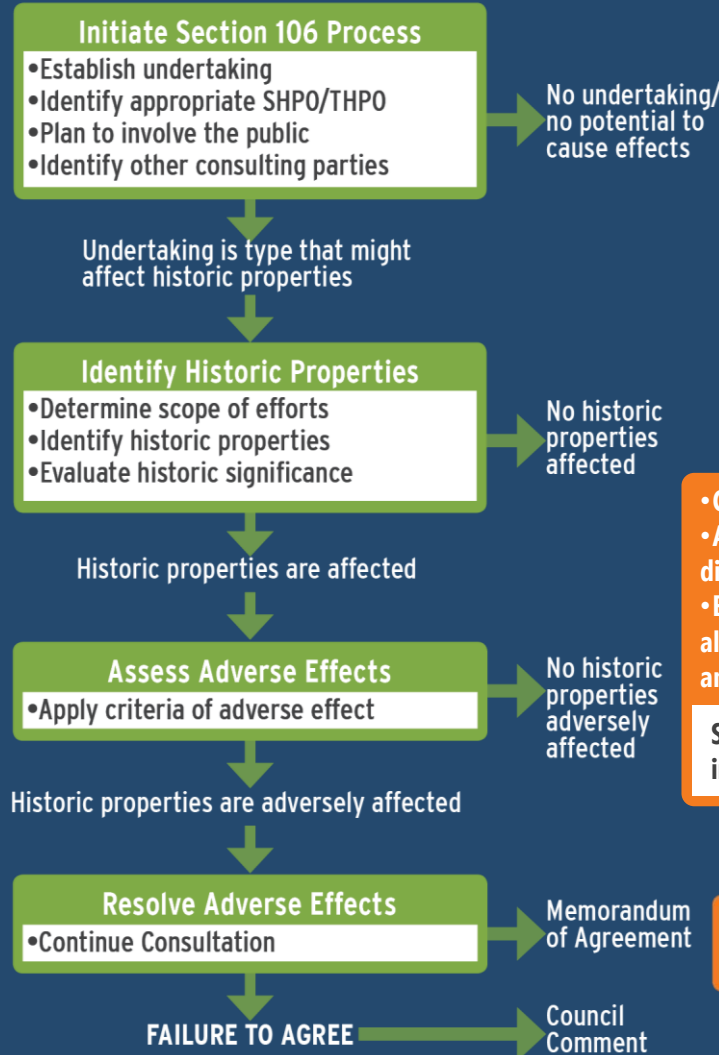 Initiate Section 106 Process
•Establish undertaking
•Identify appropriate SHPO/THPO
•Plan to involve the public
•Identify other consulting parties
No undertaking/
no potential to
cause effects
Undertaking is type that might
affect historic properties
Identify Historic Properties
•Determine scope of efforts
•Identify historic properties
•Evaluate historic significance
No historic
properties
affected
Historic properties are affected
Assess Adverse Effects
•Apply criteria of adverse effect
No historic
properties
adversely
affected
Historic properties are adversely affected
Resolve Adverse Effects
•Continue Consultation
Memorandum
of Agreement
FAILURE TO AGREE
Council
Comment